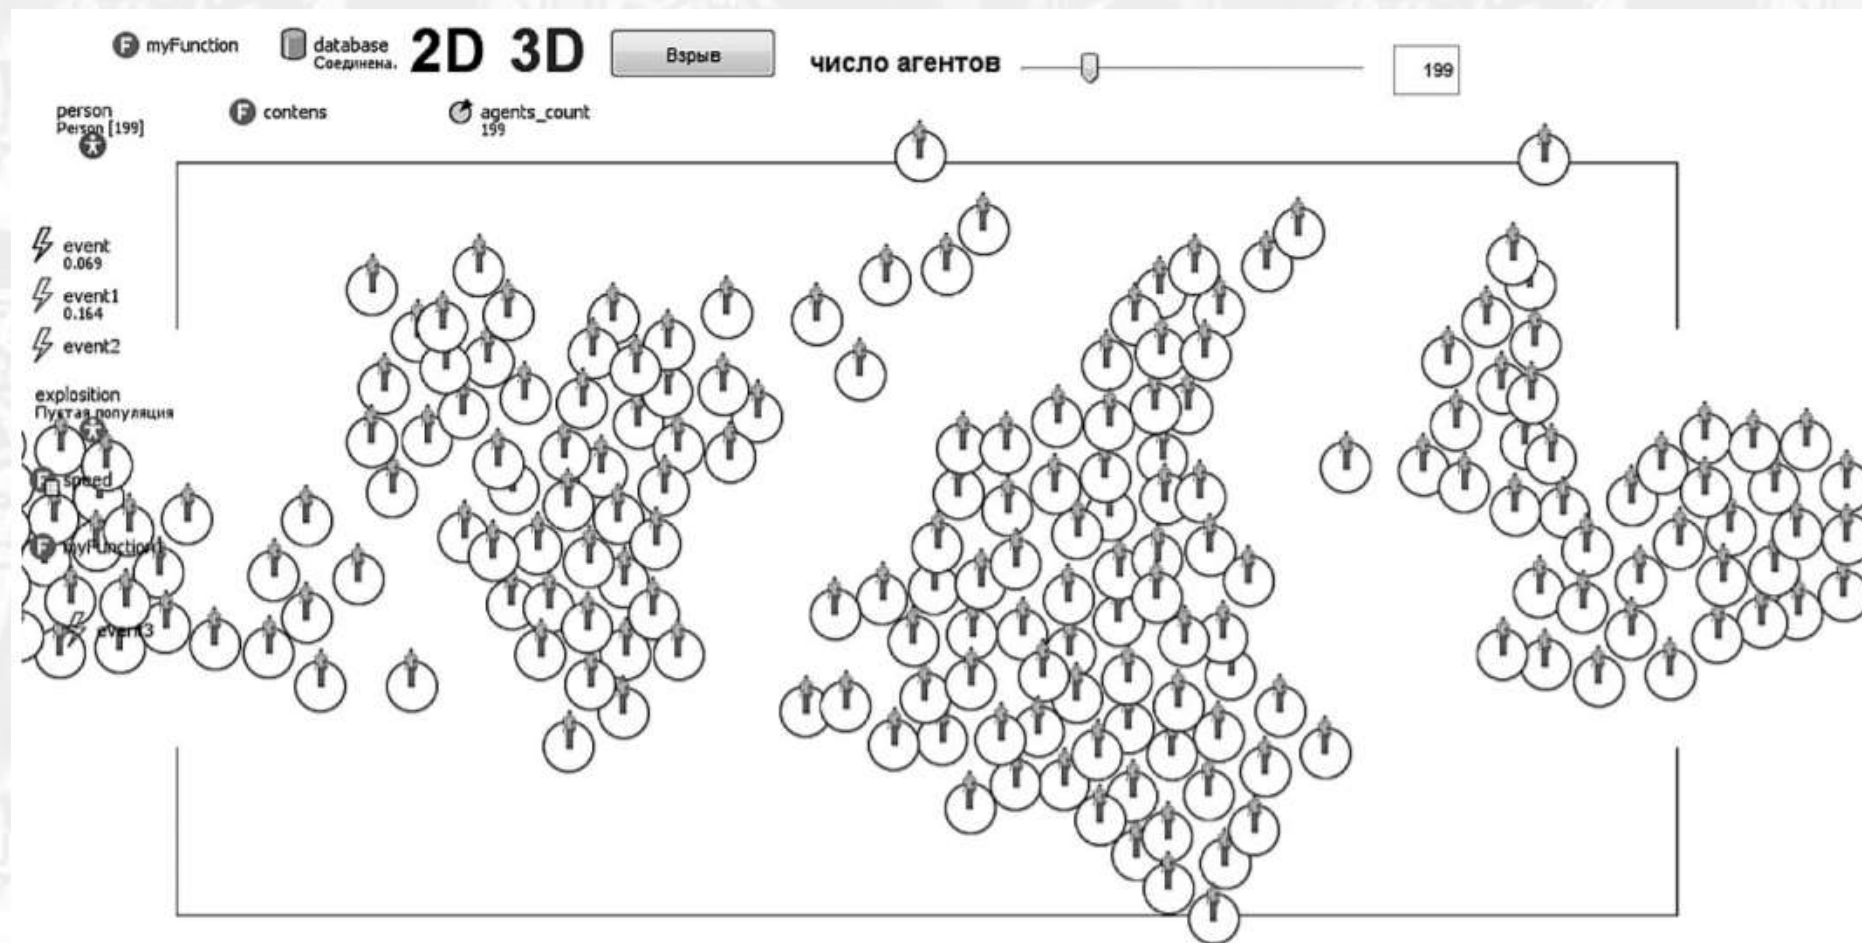 myFunction
database
Соединена.
2D 3D
Взрыв
число агентов
199
person
Person [199]
contens
agents_count
199
event
0.069
event1
0.164
event2
explosition
Пустая популяция
speed
myFunction1
event3